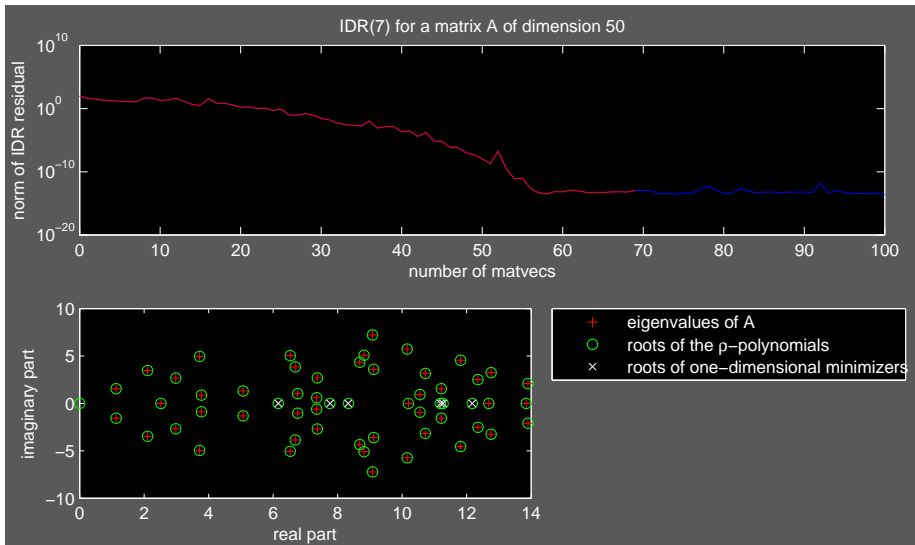 IDR(7) for a matrix A of dimension 50
norm of IDR residual
10^10
10^0
10^−10
10^−20
0 10 20 30 40 50 60 70 80 90 100
number of matvecs
imaginary part
10
5
0
−5
−10
0 2 4 6 8 10 12 14
real part
eigenvalues of A
roots of the ρ−polynomials
roots of one−dimensional minimizers